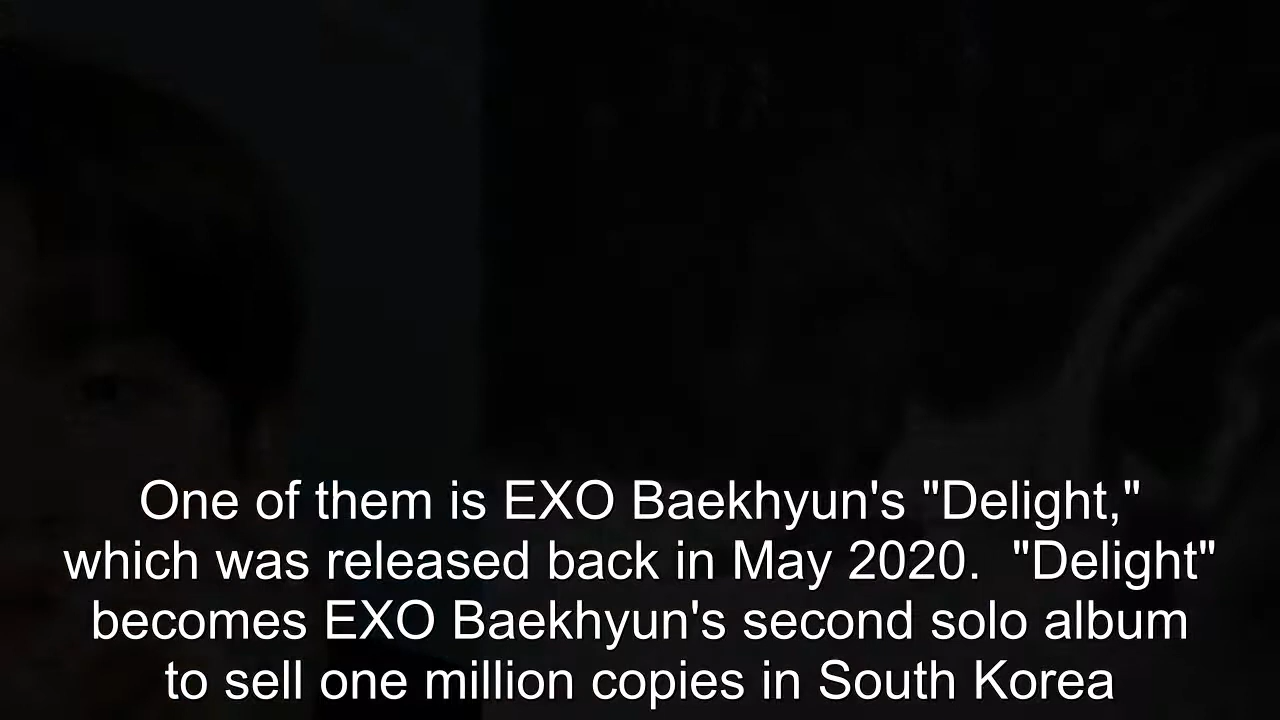 One of them is EXO Baekhyun's "Delight,"
which was released back in May 2020.  "Delight"
becomes EXO Baekhyun's second solo album
to sell one million copies in South Korea